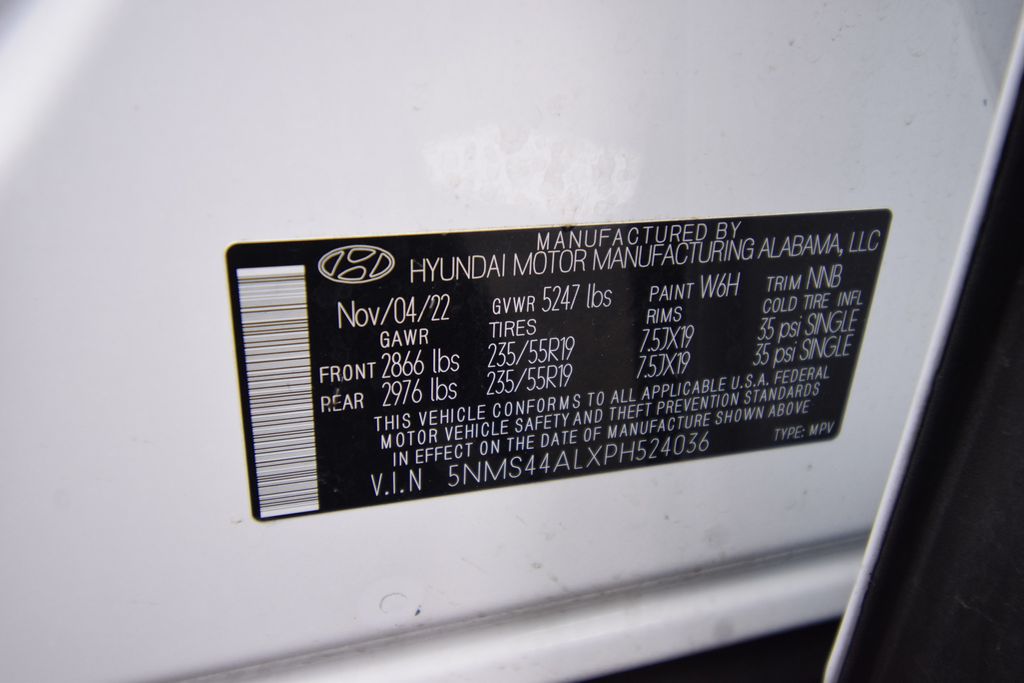 MANUFACTURED BY
HYUNDAI MOTOR MANUFACTURING ALABAMA, LLC
Nov/04/22 GVWR 5247 lbs PAINT W6H TRIM NNB
GAWR TIRES RIMS COLD TIRE INFL
FRONT 2866 lbs 235/55R19 7.5JX19 35 psi SINGLE
REAR 2976 lbs 235/55R19 7.5JX19 35 psi SINGLE
THIS VEHICLE CONFORMS TO ALL APPLICABLE U.S.A. FEDERAL
MOTOR VEHICLE SAFETY AND THEFT PREVENTION STANDARDS
IN EFFECT ON THE DATE OF MANUFACTURE SHOWN ABOVE
V.I.N 5NMS44ALXPH524036 TYPE: MPV